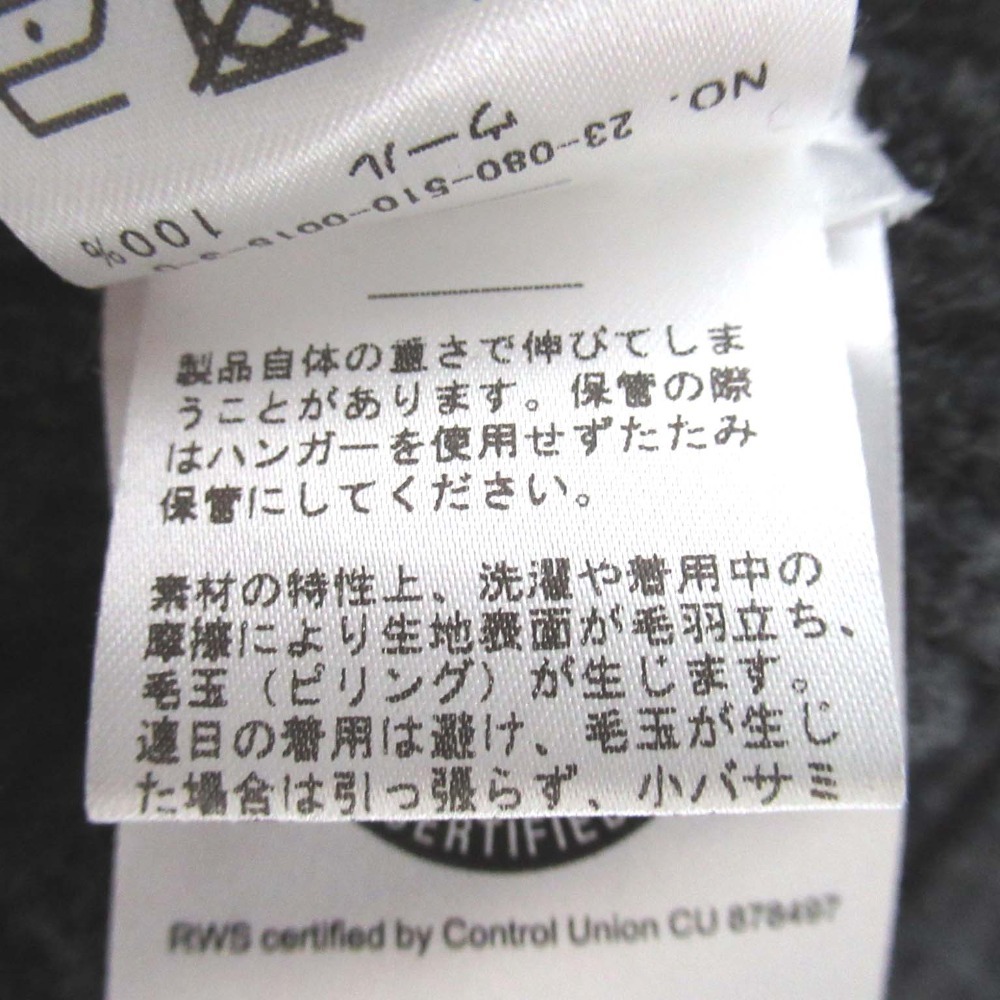 NO. 23-080-510-0015-3-0
ウール 100%
製品自体の重さで伸びてしま
うことがあります。保管の際
はハンガーを使用せずたたみ
保管にしてください。
素材の特性上、洗濯や着用中の
摩擦により生地表面が毛羽立ち、
毛玉（ピリング）が生じます。
連日の着用は避け、毛玉が生じ
た場合は引っ張らず、小バサミ
CERTIFIED
RWS certified by Control Union CU 878497